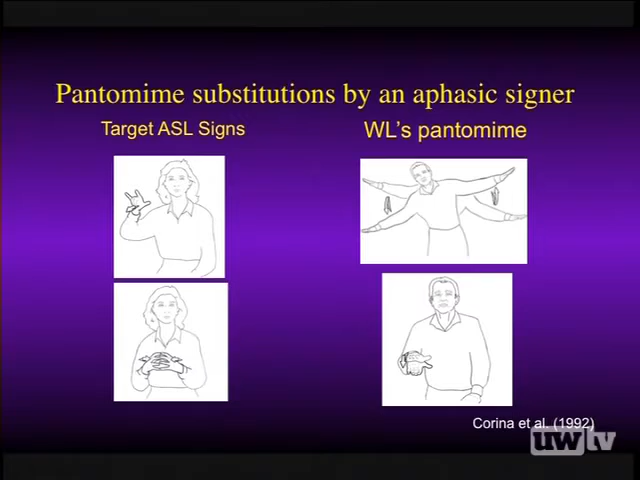 Pantomime substitutions by an aphasic signer
Target ASL Signs
WL's pantomime
Corina et al. (1992)
uwtv